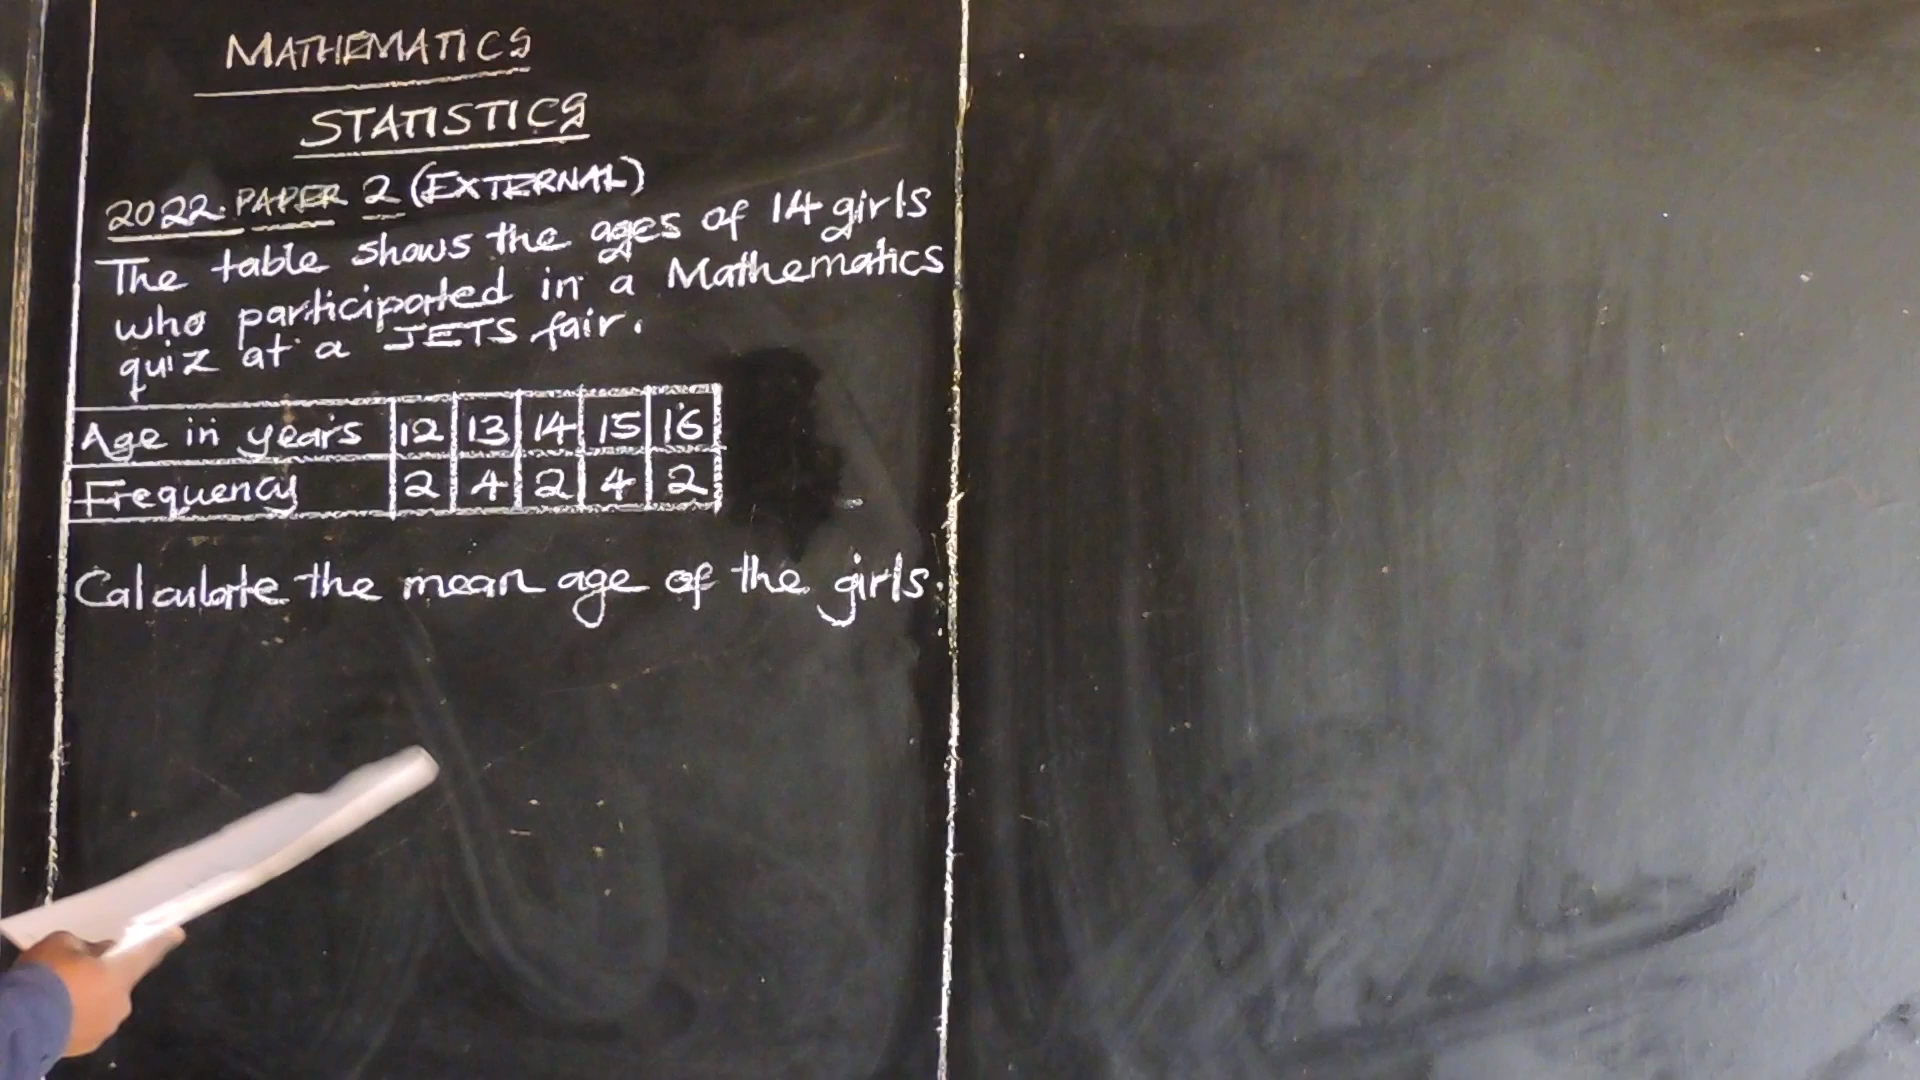 MATHEMATICS
STATISTICS
2022. PAPER 2 (EXTERNAL)
The table shows the ages of 14 girls
who participated in a Mathematics
quiz at a JETS fair.
Age in years 12 13 14 15 16
Frequency 2 4 2 4 2
Calculate the mean age of the girls.